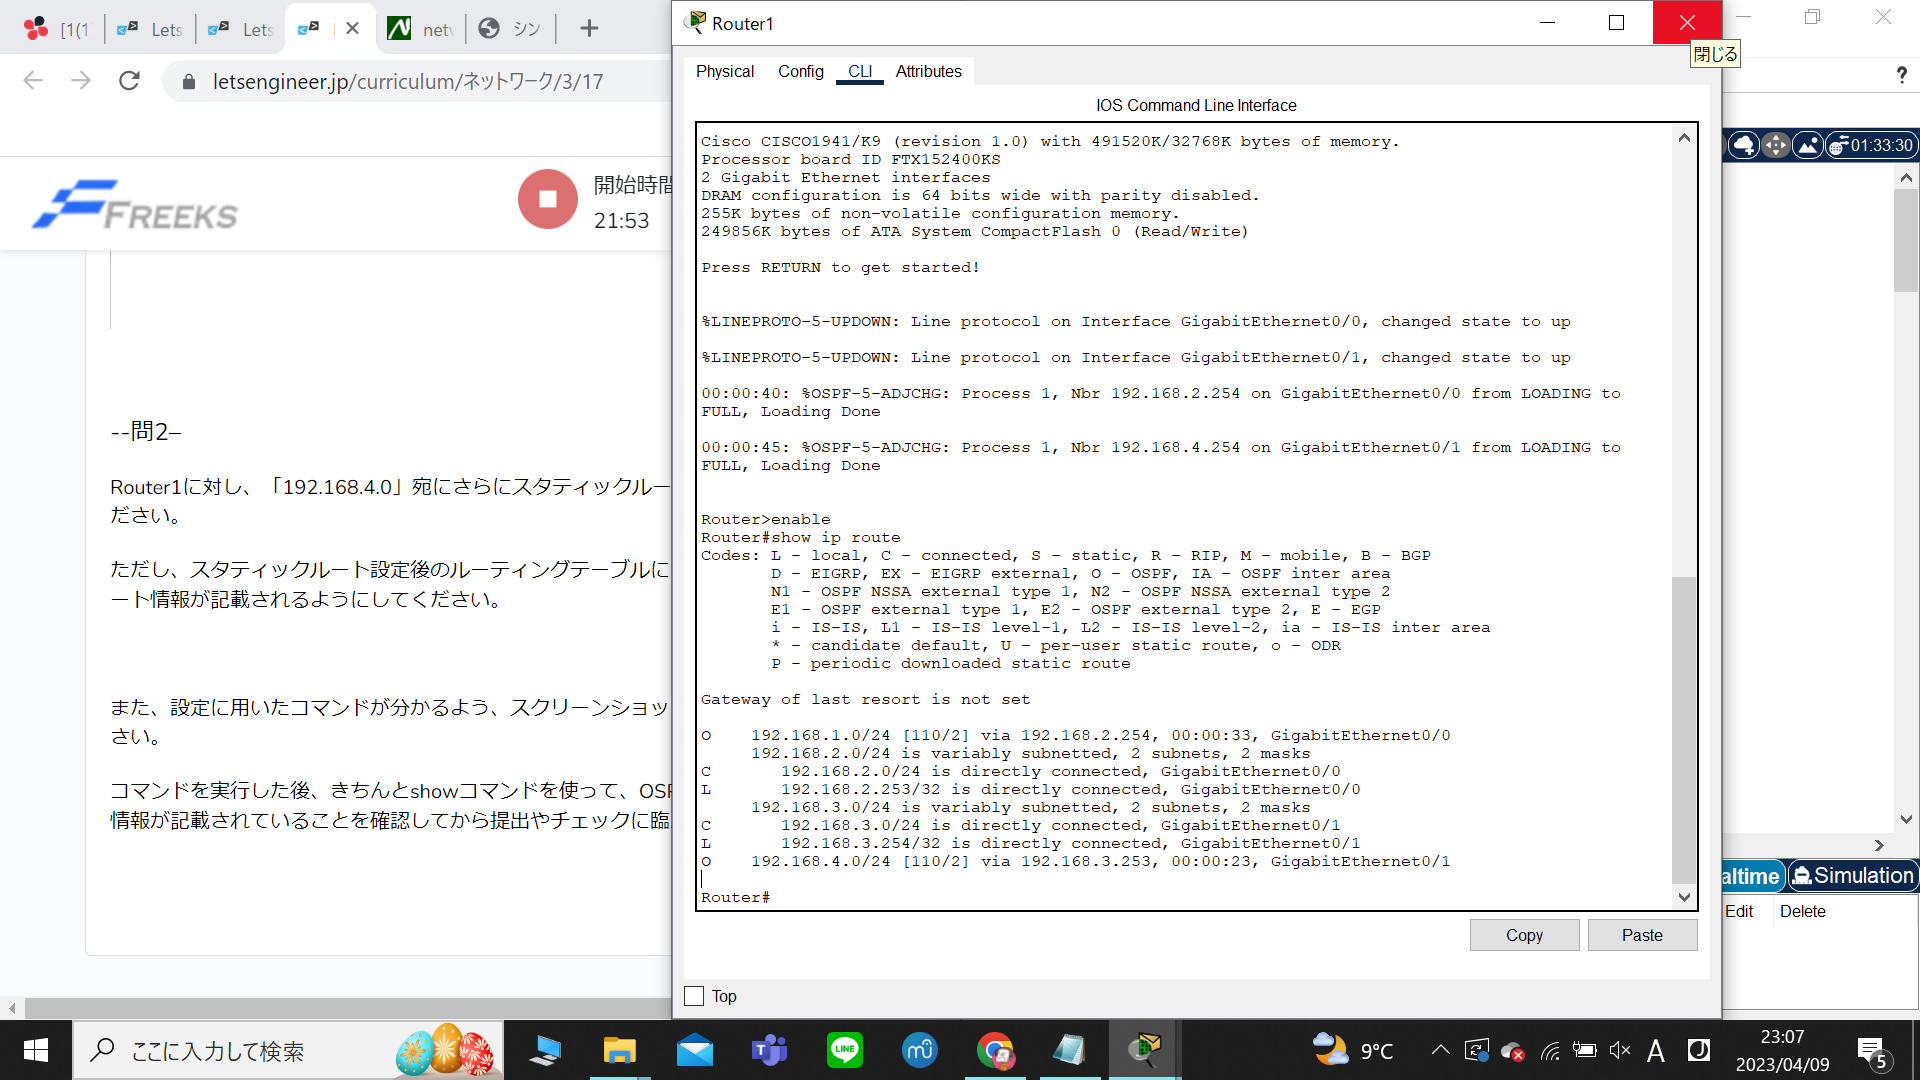 [1(1
Lets
Lets
netv
シン
Router1
閉じる
letsengineer.jp/curriculum/ネットワーク/3/17
?
Physical
Config
CLI
Attributes
IOS Command Line Interface
01:33:30
FREEKS
開始時間
21:53
--問2–
Router1に対し、「192.168.4.0」宛にさらにスタティックルー
ださい。
ただし、スタティックルート設定後のルーティングテーブルに
ート情報が記載されるようにしてください。
また、設定に用いたコマンドが分かるよう、スクリーンショッ
さい。
コマンドを実行した後、きちんとshowコマンドを使って、OSP
情報が記載されていることを確認してから提出やチェックに臨
Cisco CISCO1941/K9 (revision 1.0) with 491520K/32768K bytes of memory.
Processor board ID FTX152400KS
2 Gigabit Ethernet interfaces
DRAM configuration is 64 bits wide with parity disabled.
255K bytes of non-volatile configuration memory.
249856K bytes of ATA System CompactFlash 0 (Read/Write)
Press RETURN to get started!
%LINEPROTO-5-UPDOWN: Line protocol on Interface GigabitEthernet0/0, changed state to up
%LINEPROTO-5-UPDOWN: Line protocol on Interface GigabitEthernet0/1, changed state to up
00:00:40: %OSPF-5-ADJCHG: Process 1, Nbr 192.168.2.254 on GigabitEthernet0/0 from LOADING to
FULL, Loading Done
00:00:45: %OSPF-5-ADJCHG: Process 1, Nbr 192.168.4.254 on GigabitEthernet0/1 from LOADING to
FULL, Loading Done
Router>enable
Router#show ip route
Codes: L - local, C - connected, S - static, R - RIP, M - mobile, B - BGP
D - EIGRP, EX - EIGRP external, O - OSPF, IA - OSPF inter area
N1 - OSPF NSSA external type 1, N2 - OSPF NSSA external type 2
E1 - OSPF external type 1, E2 - OSPF external type 2, E - EGP
i - IS-IS, L1 - IS-IS level-1, L2 - IS-IS level-2, ia - IS-IS inter area
* - candidate default, U - per-user static route, o - ODR
P - periodic downloaded static route
Gateway of last resort is not set
O 192.168.1.0/24 [110/2] via 192.168.2.254, 00:00:33, GigabitEthernet0/0
192.168.2.0/24 is variably subnetted, 2 subnets, 2 masks
C 192.168.2.0/24 is directly connected, GigabitEthernet0/0
L 192.168.2.253/32 is directly connected, GigabitEthernet0/0
192.168.3.0/24 is variably subnetted, 2 subnets, 2 masks
C 192.168.3.0/24 is directly connected, GigabitEthernet0/1
L 192.168.3.254/32 is directly connected, GigabitEthernet0/1
O 192.168.4.0/24 [110/2] via 192.168.3.253, 00:00:23, GigabitEthernet0/1
Router#
Copy
Paste
Top
altime
Simulation
Edit
Delete
ここに入力して検索
LINE
9°C
A
J
23:07
2023/04/09
5